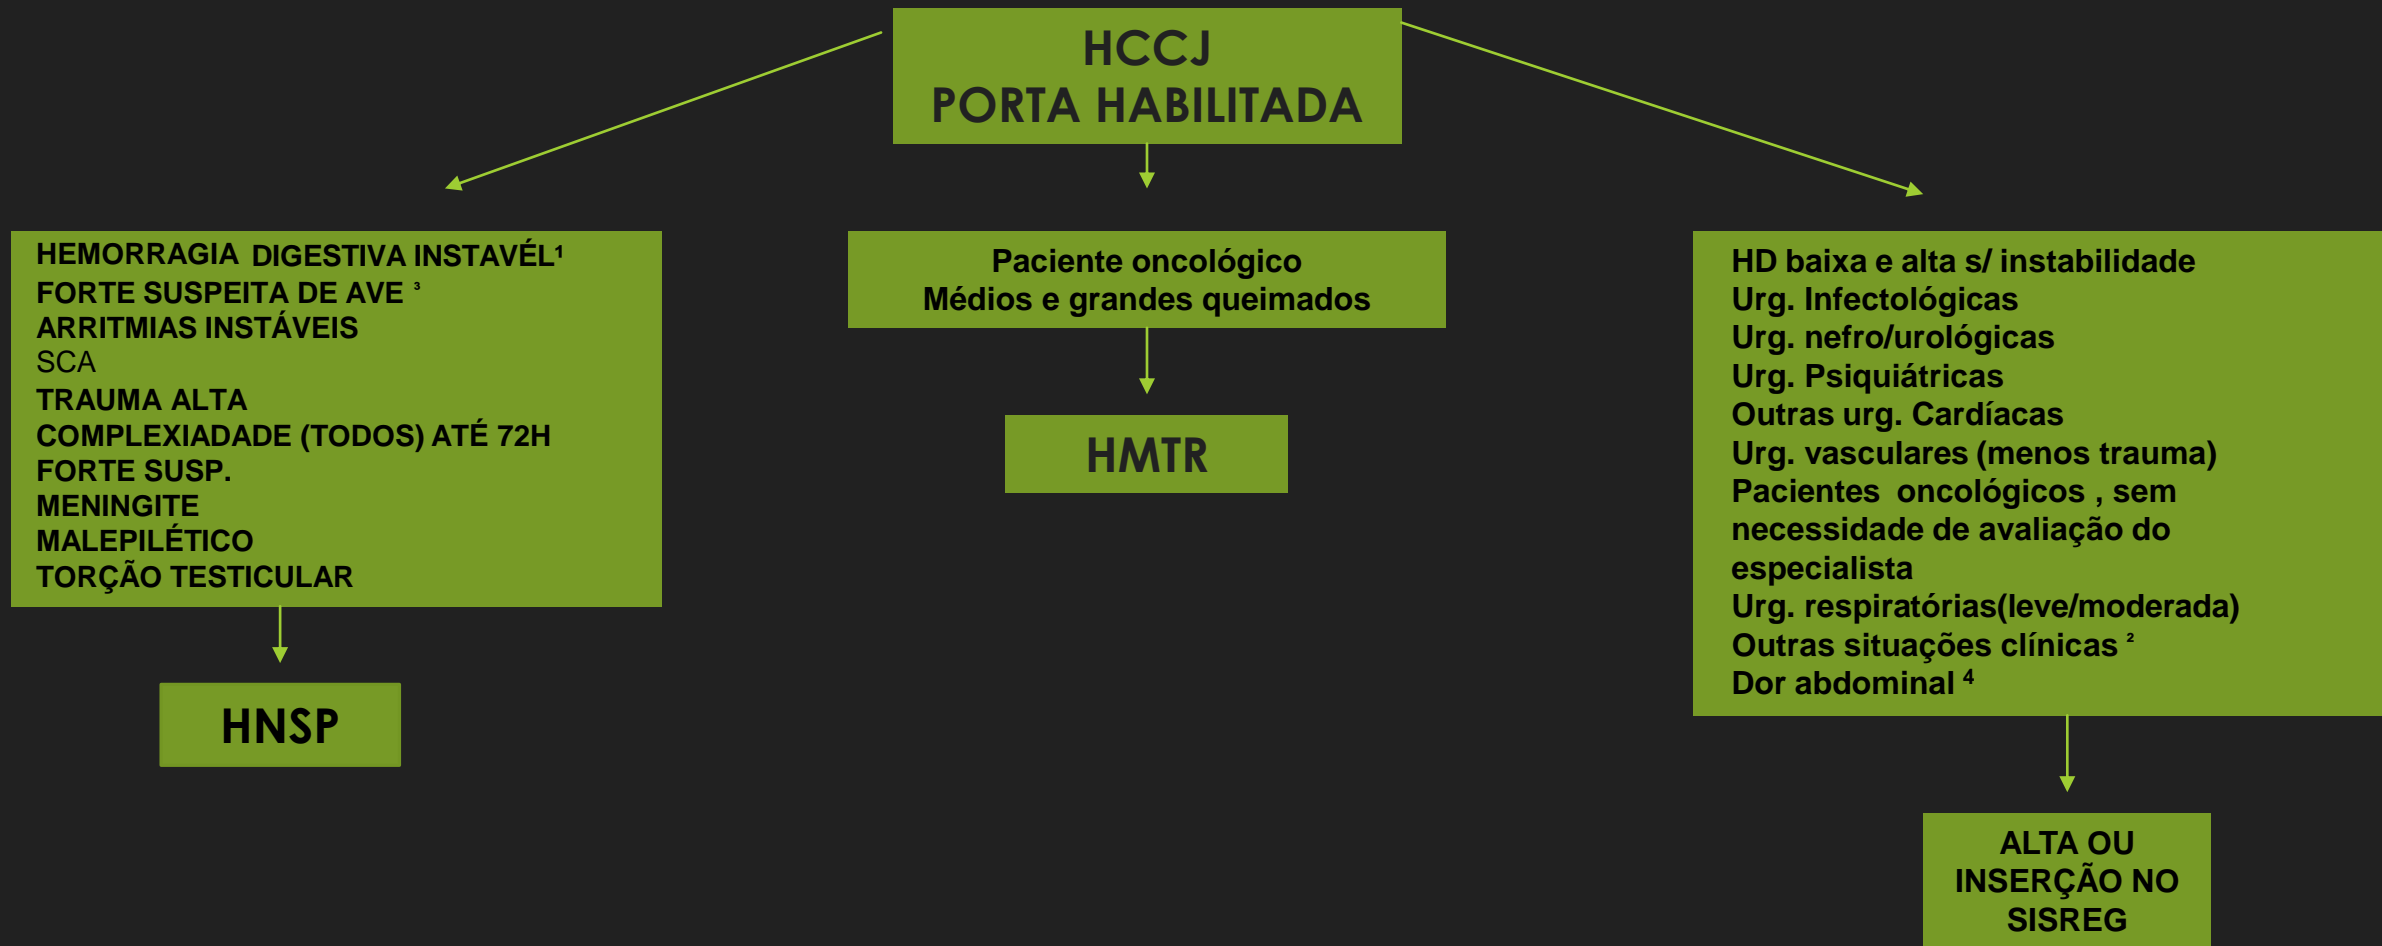 HCCJ
PORTA HABILITADA
HEMORRAGIA DIGESTIVA INSTAVÉL¹
FORTE SUSPEITA DE AVE ³
ARRITMIAS INSTÁVEIS
SCA
TRAUMA ALTA
COMPLEXIADADE (TODOS) ATÉ 72H
FORTE SUSP.
MENINGITE
MALEPILÉTICO
TORÇÃO TESTICULAR
HNSP
Paciente oncológico
Médios e grandes queimados
HMTR
HD baixa e alta s/ instabilidade
Urg. Infectológicas
Urg. nefro/urológicas
Urg. Psiquiátricas
Outras urg. Cardíacas
Urg. vasculares (menos trauma)
Pacientes oncológicos , sem
necessidade de avaliação do
especialista
Urg. respiratórias(leve/moderada)
Outras situações clínicas ²
Dor abdominal ⁴
ALTA OU
INSERÇÃO NO
SISREG